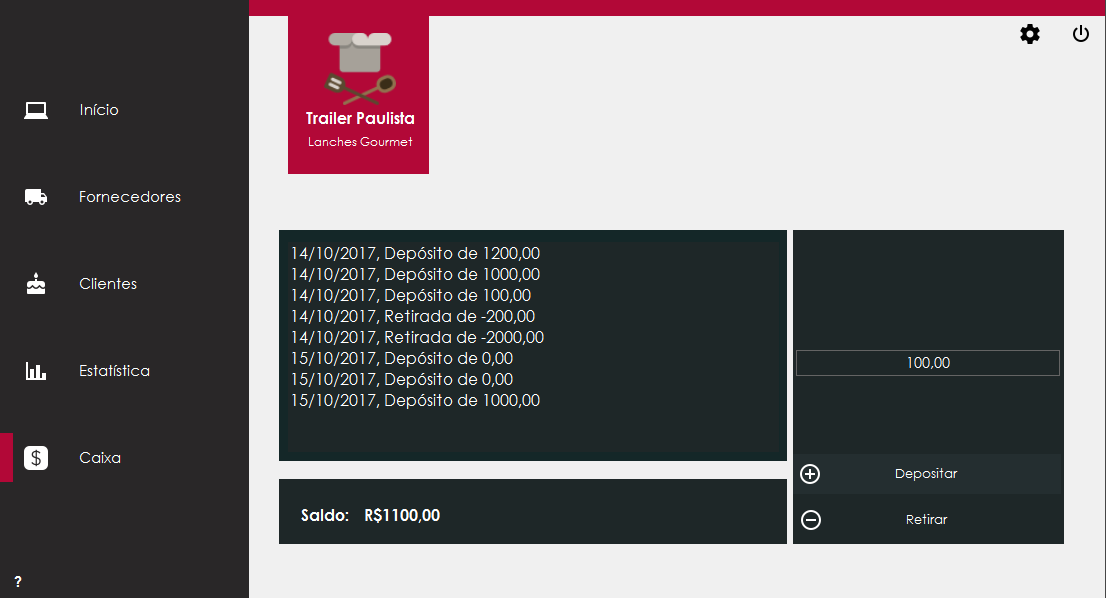 Início
Fornecedores
Clientes
Estatística
$
Caixa
?
Trailer Paulista
Lanches Gourmet
14/10/2017, Depósito de 1200,00
14/10/2017, Depósito de 1000,00
14/10/2017, Depósito de 100,00
14/10/2017, Retirada de -200,00
14/10/2017, Retirada de -2000,00
15/10/2017, Depósito de 0,00
15/10/2017, Depósito de 0,00
15/10/2017, Depósito de 1000,00
Saldo: R$1100,00
100,00
Depositar
Retirar